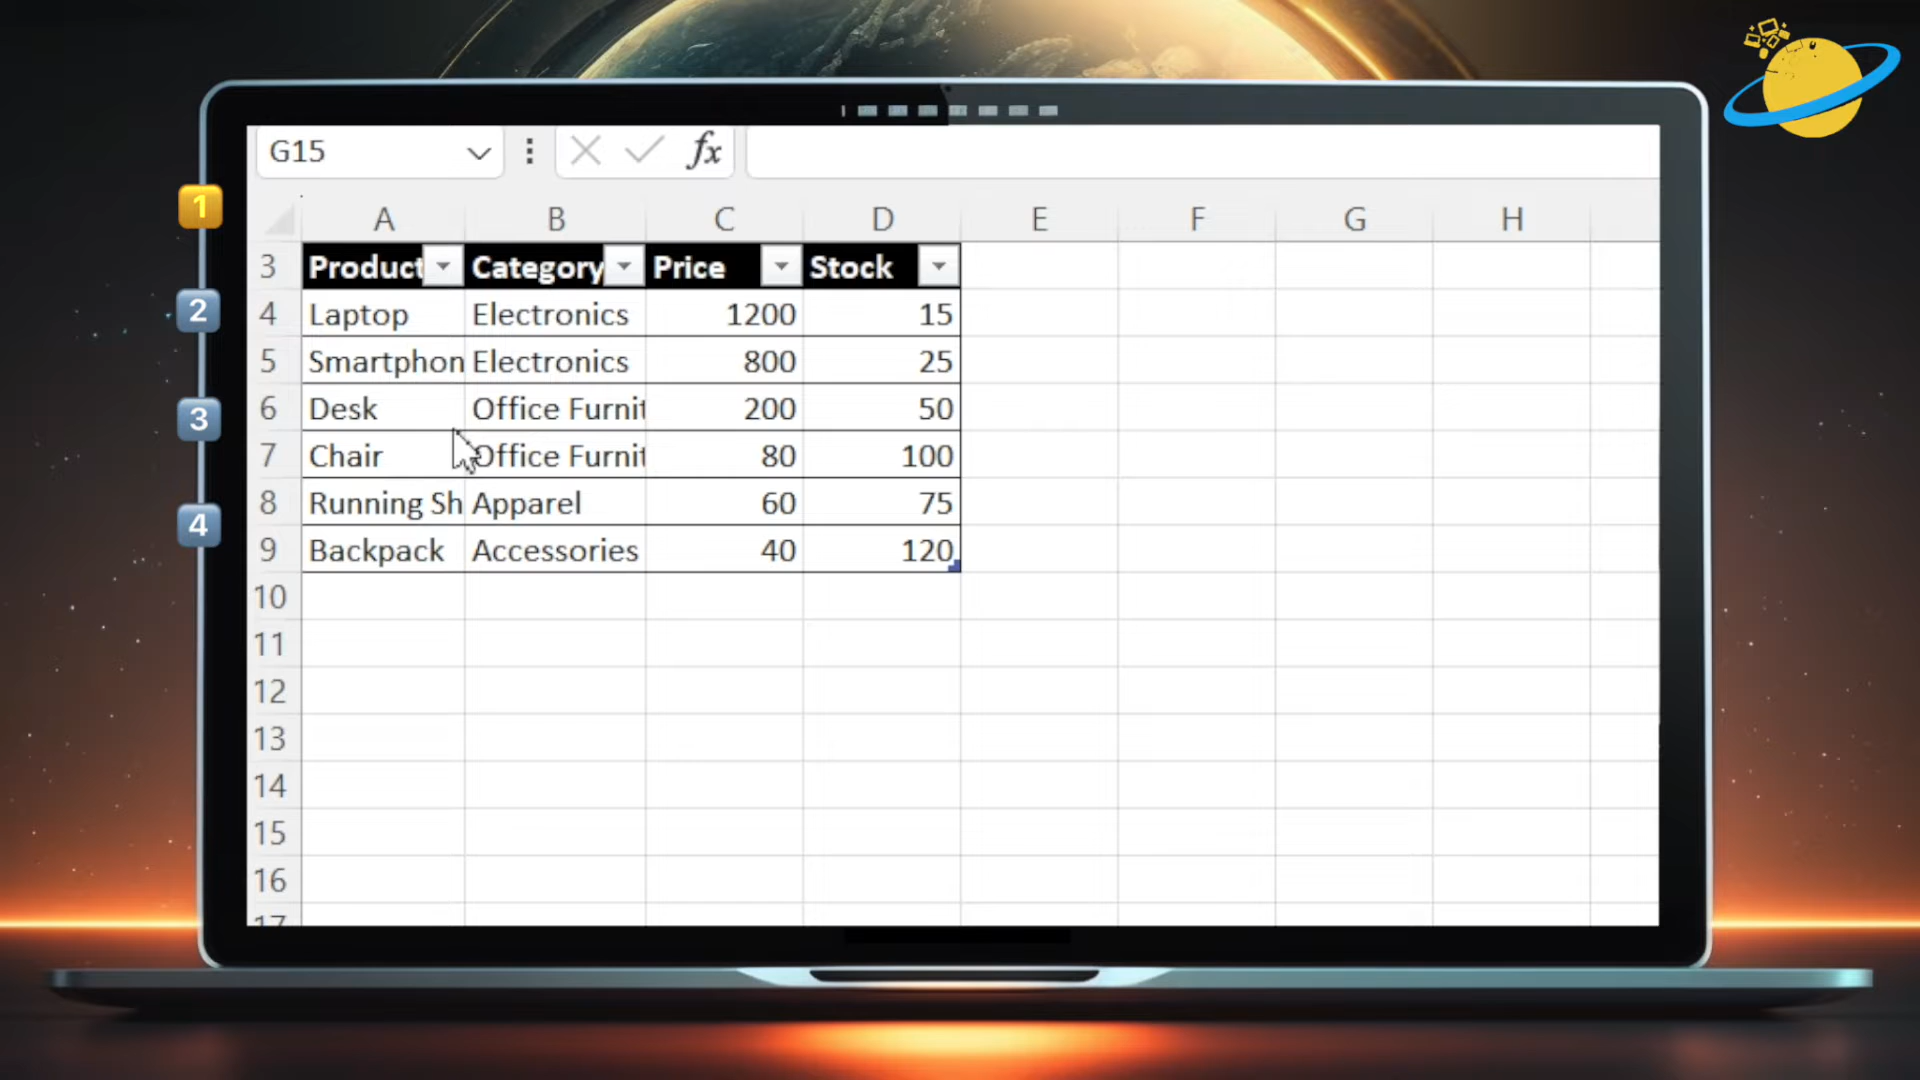 G15 fx
1
A B C D E F G H
3 Product Category Price Stock
2
4 Laptop Electronics 1200 15
5 Smartphon Electronics 800 25
3
6 Desk Office Furnit 200 50
7 Chair Office Furnit 80 100
4
8 Running Sh Apparel 60 75
9 Backpack Accessories 40 120
10
11
12
13
14
15
16
17